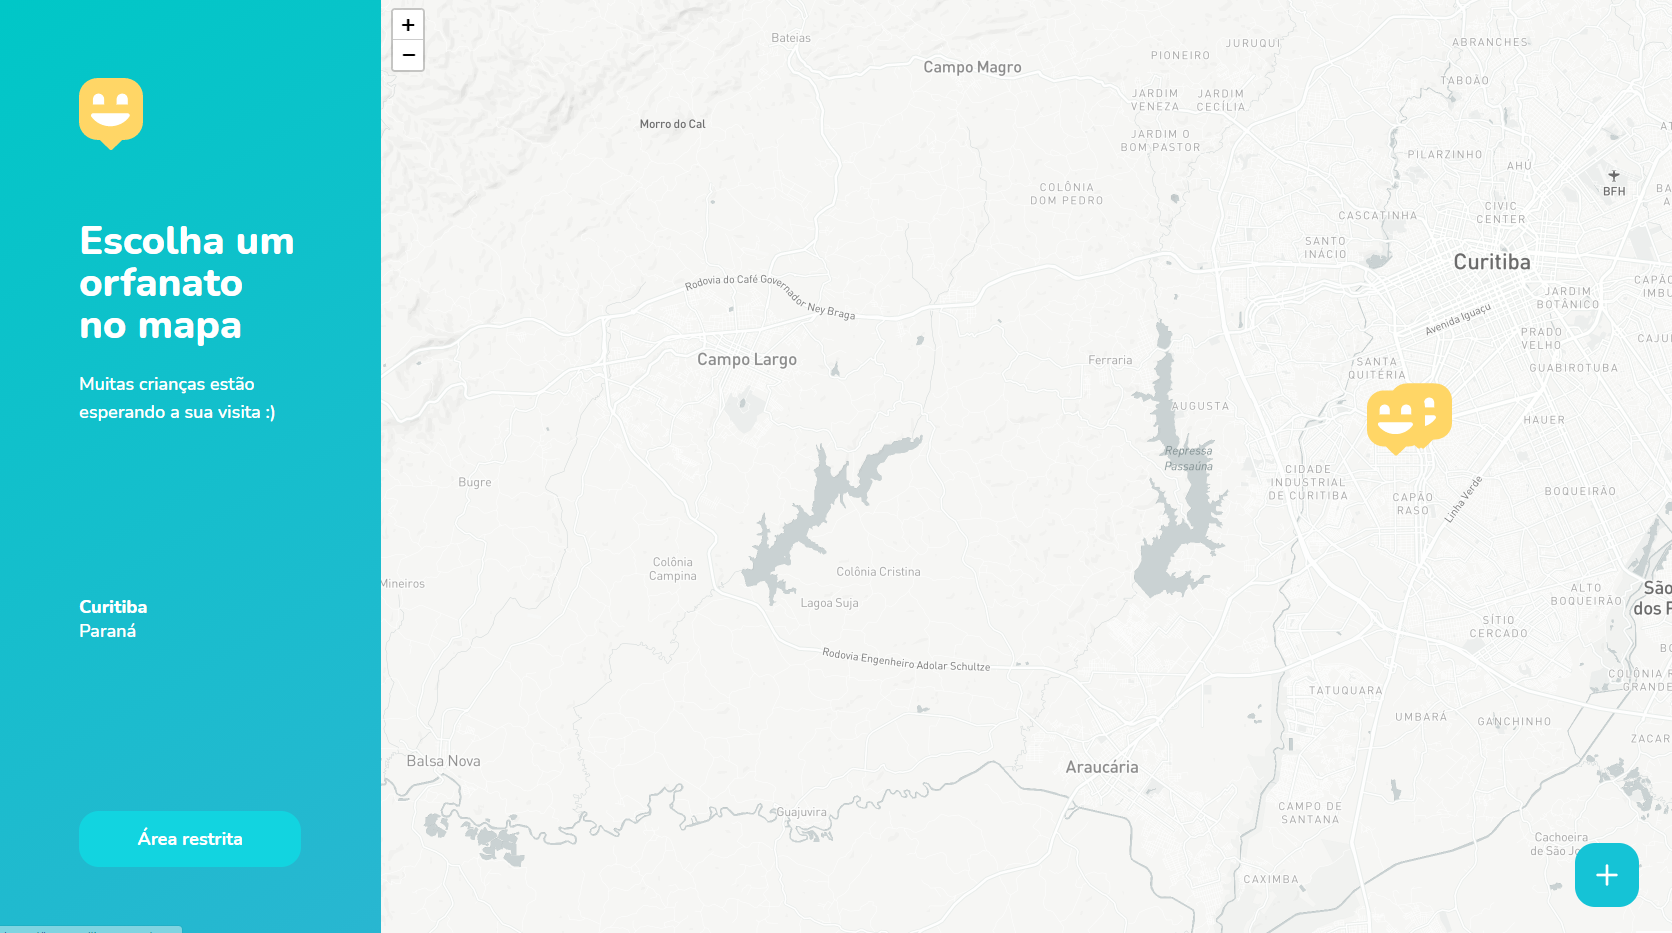 Escolha um
orfanato
no mapa
Muitas crianças estão
esperando a sua visita :)
Curitiba
Paraná
Área restrita
+
−
Bateias
Campo Magro
PIONEIRO
JURUQUI
ABRANCHES
TABOÃO
JARDIM
VENEZA
JARDIM
CECÍLIA
Morro do Cal
JARDIM O
BOM PASTOR
PILARZINHO
AHÚ
BFH
COLÔNIA
DOM PEDRO
CASCATINHA
CIVIC
CENTER
SANTO
INÁCIO
Curitiba
Rodovia do Café Governador Ney Braga
JARDIM
BOTÂNICO
Avenida Iguaçu
PRADO
VELHO
Campo Largo
Ferraria
SANTA
QUITÉRIA
GUABIROTUBA
AUGUSTA
HAUER
Repressa
Passaúna
CIDADE
INDUSTRIAL
DE CURITIBA
Bugre
CAPÃO
RASO
Linha Verde
BOQUEIRÃO
Colônia
Campina
Colônia Cristina
Mineiros
Lagoa Suja
ALTO
BOQUEIRÃO
São
dos P
SÍTIO
CERCADO
Rodovia Engenheiro Adolar Schultze
COLÔNIA R
GRANDE
TATUQUARA
UMBARÁ
GANCHINHO
ZACAR
Balsa Nova
Araucária
Guajuvira
CAMPO DE
SANTANA
Cachoeira
de São Jo
CAXIMBA